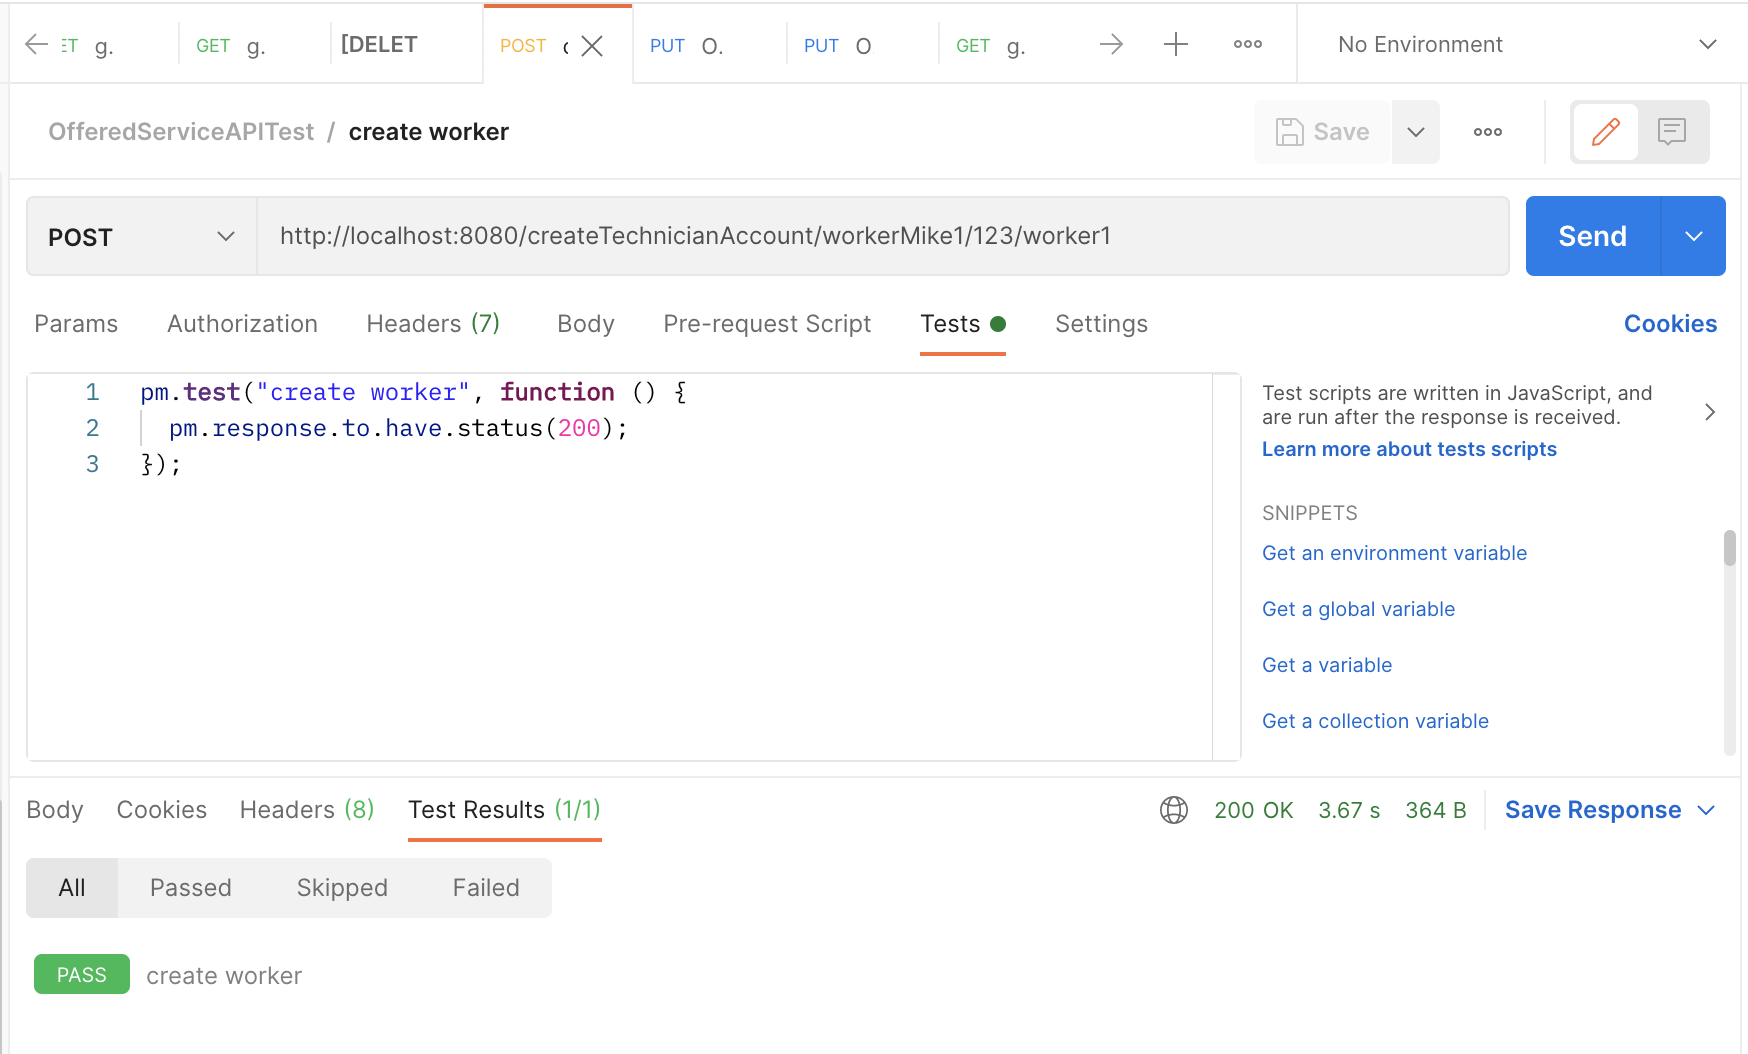 ET g. GET g. [DELET POST PUT O. PUT O GET g. No Environment
OfferedServiceAPITest / create worker Save
POST http://localhost:8080/createTechnicianAccount/workerMike1/123/worker1 Send
Params Authorization Headers (7) Body Pre-request Script Tests Settings Cookies
1 pm.test("create worker", function () {
2 pm.response.to.have.status(200);
3 });
Test scripts are written in JavaScript, and
are run after the response is received.
Learn more about tests scripts
SNIPPETS
Get an environment variable
Get a global variable
Get a variable
Get a collection variable
Body Cookies Headers (8) Test Results (1/1) 200 OK 3.67 s 364 B Save Response
All Passed Skipped Failed
PASS create worker